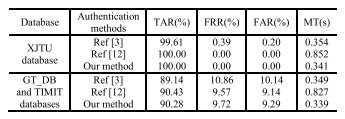 Database Authentication methods TAR(%) FRR(%) FAR(%) MT(s)
XJTU database Ref [3] 99.61 0.39 0.20 0.354
Ref [12] 100.00 0.00 0.00 0.852
Our method 100.00 0.00 0.00 0.341
GT_DB and TIMIT databases Ref [3] 89.14 10.86 10.14 0.349
Ref [12] 90.43 9.57 9.14 0.827
Our method 90.28 9.72 9.29 0.339